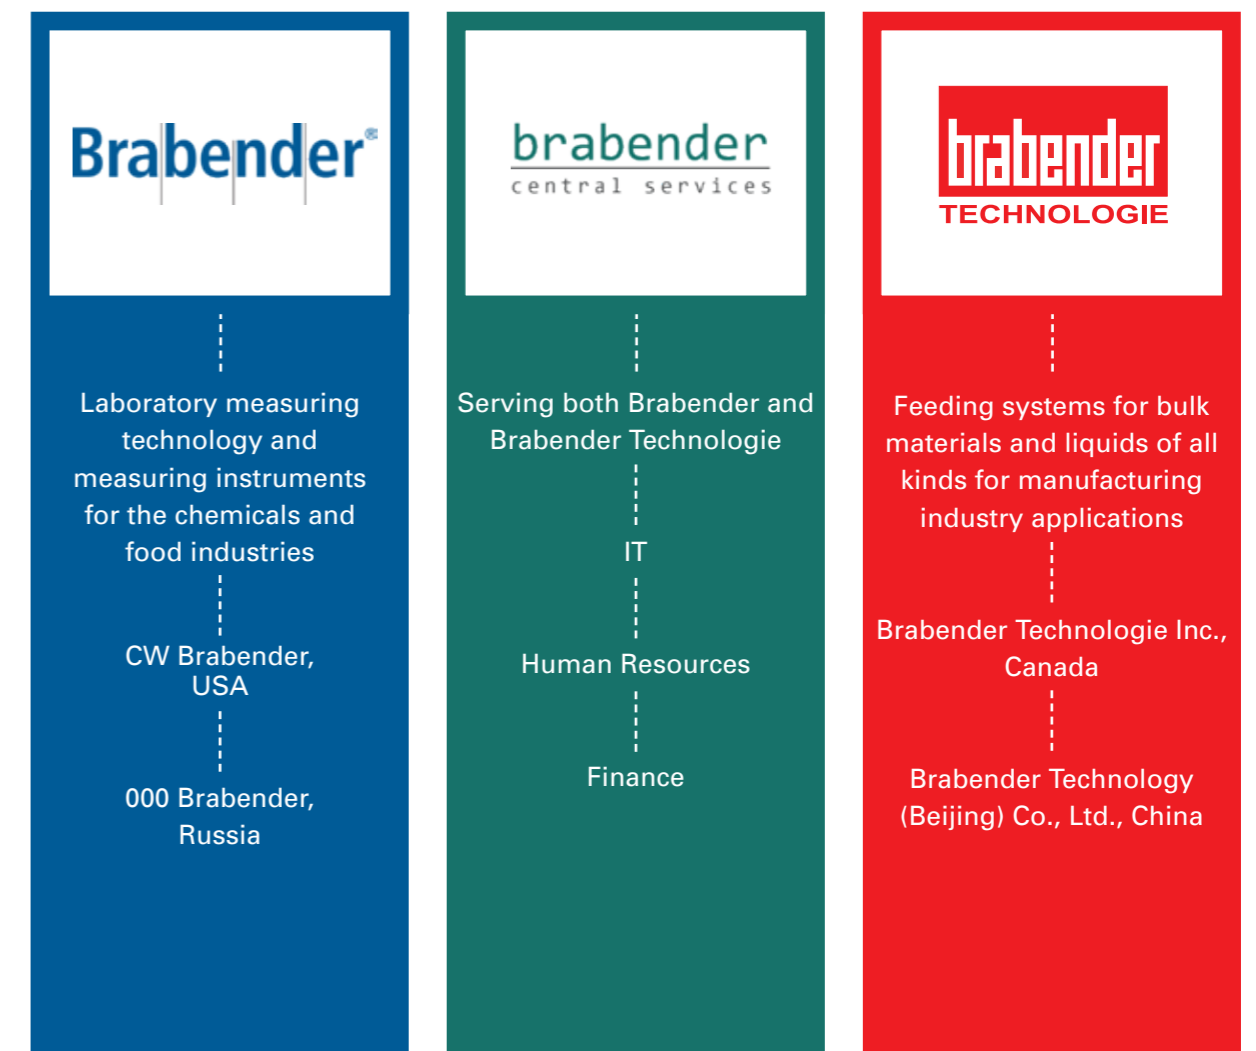 Brabender®
Laboratory measuring
technology and
measuring instruments
for the chemicals and
food industries
CW Brabender,
USA
000 Brabender,
Russia
brabender
central services
Serving both Brabender and
Brabender Technologie
IT
Human Resources
Finance
brabender
TECHNOLOGIE
Feeding systems for bulk
materials and liquids of all
kinds for manufacturing
industry applications
Brabender Technologie Inc.,
Canada
Brabender Technology
(Beijing) Co., Ltd., China